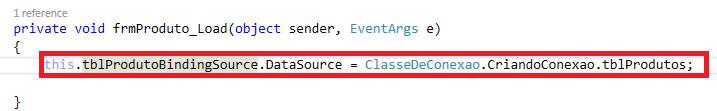 1 reference
private void frmProduto_Load(object sender, EventArgs e)
{
this.tblProdutoBindingSource.DataSource = ClasseDeConexao.CriandoConexao.tblProdutos;
}